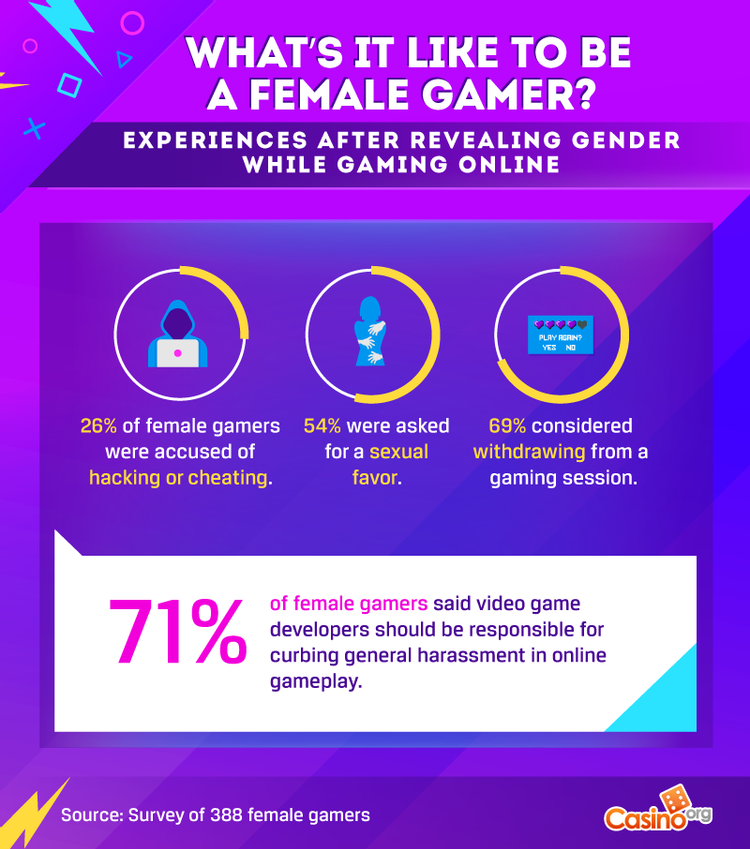 WHAT'S IT LIKE TO BE
A FEMALE GAMER?
EXPERIENCES AFTER REVEALING GENDER
WHILE GAMING ONLINE
PLAY AGAIN?
YES NO
26% of female gamers
were accused of
hacking or cheating.
54% were asked
for a sexual
favor.
69% considered
withdrawing from a
gaming session.
71%
of female gamers said video game
developers should be responsible for
curbing general harassment in online
gameplay.
Source: Survey of 388 female gamers
Casino.org